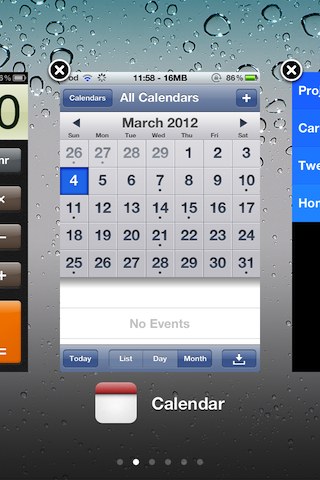 0
nr
×
−
+
=
od 11:58 - 16MB 86%
Calendars All Calendars +
March 2012
Sun Mon Tue Wed Thu Fri Sat
26 27 28 29 1 2 3
4 5 6 7 8 9 10
11 12 13 14 15 16 17
18 19 20 21 22 23 24
25 26 27 28 29 30 31
No Events
Today List Day Month
Calendar
Proj
Car
Twe
Hon